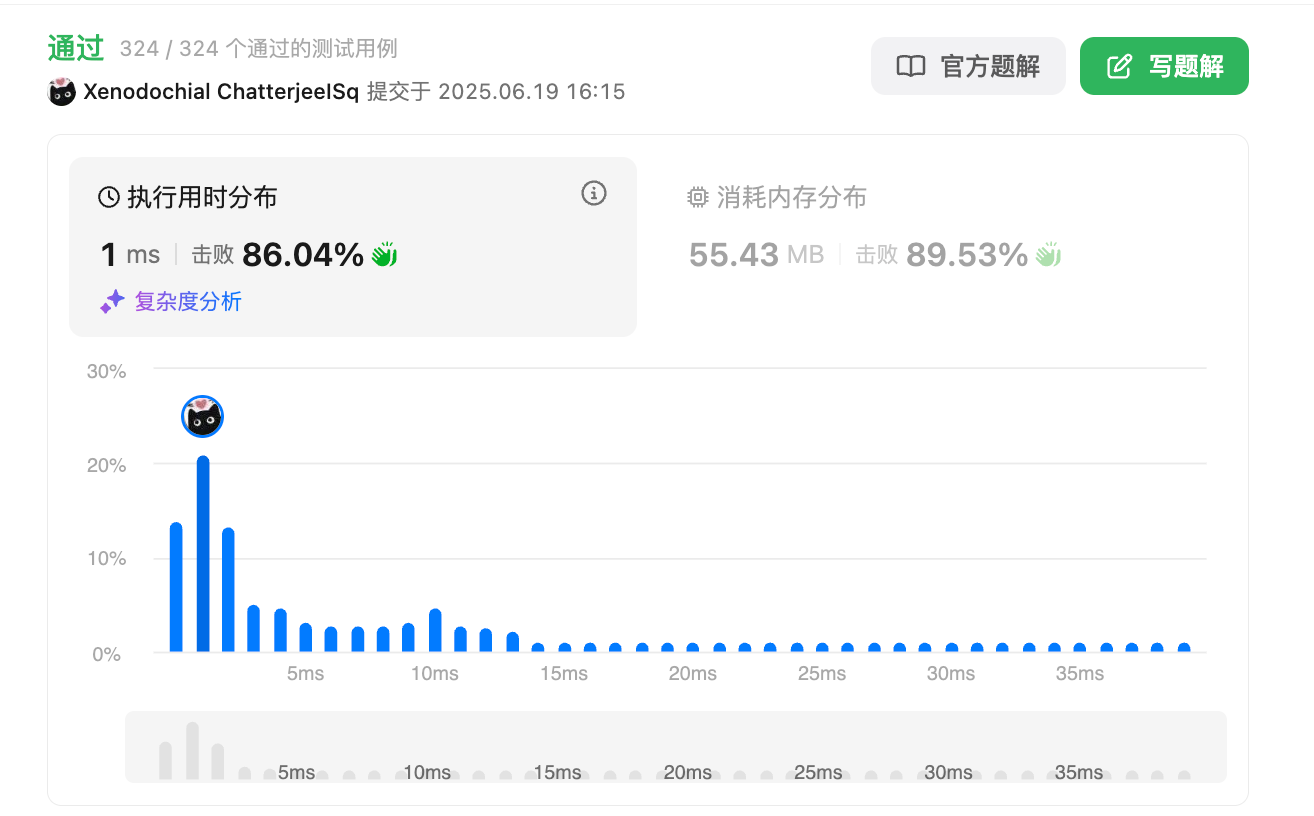 通过 324 / 324 个通过的测试用例
Xenodochial ChatterjeeISq 提交于 2025.06.19 16:15
官方题解
写题解
执行用时分布
1 ms 击败 86.04%
复杂度分析
消耗内存分布
55.43 MB 击败 89.53%
30%
20%
10%
0%
5ms 10ms 15ms 20ms 25ms 30ms 35ms
5ms 10ms 15ms 20ms 25ms 30ms 35ms